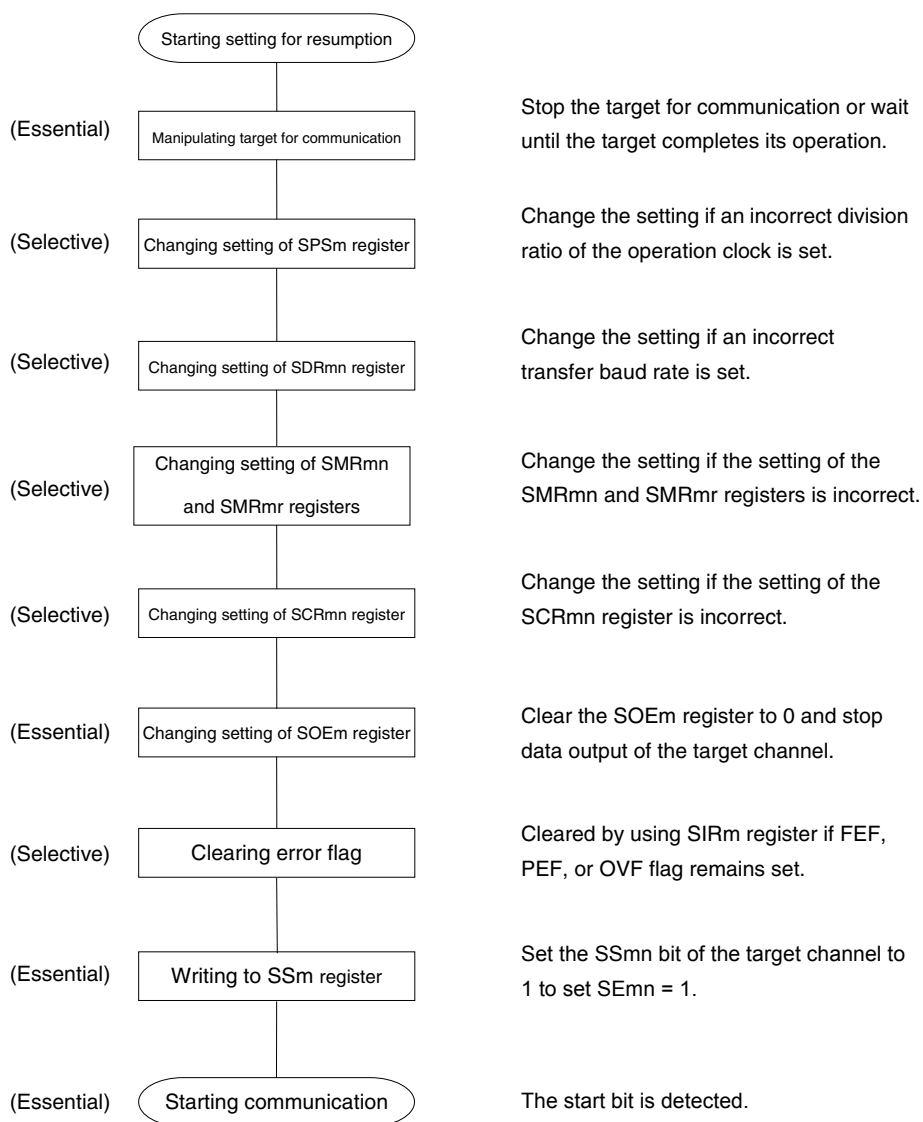 Starting setting for resumption
(Essential)
Manipulating target for communication
Stop the target for communication or wait
until the target completes its operation.
(Selective)
Changing setting of SPSm register
Change the setting if an incorrect division
ratio of the operation clock is set.
(Selective)
Changing setting of SDRmn register
Change the setting if an incorrect
transfer baud rate is set.
(Selective)
Changing setting of SMRmn
and SMRmr registers
Change the setting if the setting of the
SMRmn and SMRmr registers is incorrect.
(Selective)
Changing setting of SCRmn register
Change the setting if the setting of the
SCRmn register is incorrect.
(Essential)
Changing setting of SOEm register
Clear the SOEm register to 0 and stop
data output of the target channel.
(Selective)
Clearing error flag
Cleared by using SIRm register if FEF,
PEF, or OVF flag remains set.
(Essential)
Writing to SSm register
Set the SSmn bit of the target channel to
1 to set SEmn = 1.
(Essential)
Starting communication
The start bit is detected.